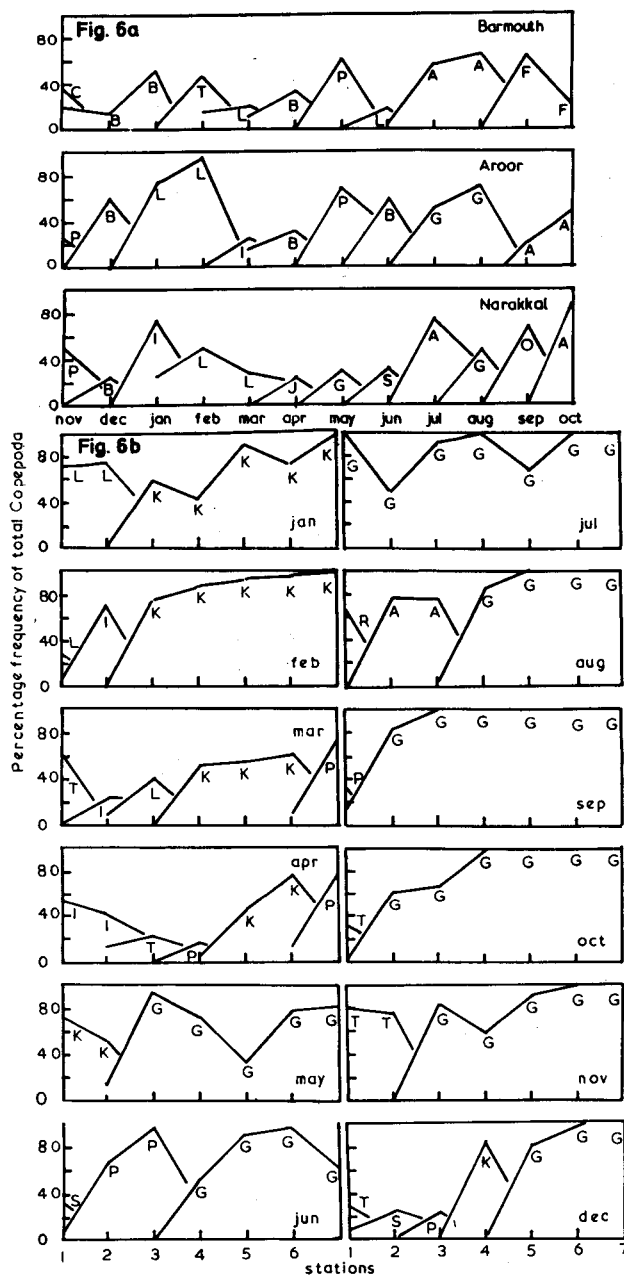 Fig. 6a
Barmouth
80
40
0
C B B T L B P L A A F F
Aroor
80
40
0
P B L L I B P B G G A A
Narakkal
80
40
0
P B I L L J G S A G O A
nov dec jan feb mar apr may jun jul aug sep oct
Fig. 6b
Percentage frequency of total Copepoda
80
40
0
L L K K K K K
jan
G G G G G G G
jul
80
40
0
L I K K K K K
feb
R A A G G G G
aug
80
40
0
mar
T I L K K K P
P G G G G G G
sep
80
40
0
apr
I I T P K K P
T G G G G G G
oct
80
40
0
K K G G G G G
may
T T G G G G G
nov
80
40
0
S P P G G G G
jun
T S P K G G G
dec
1 2 3 4 5 6 1 2 3 4 5 6 7
stations